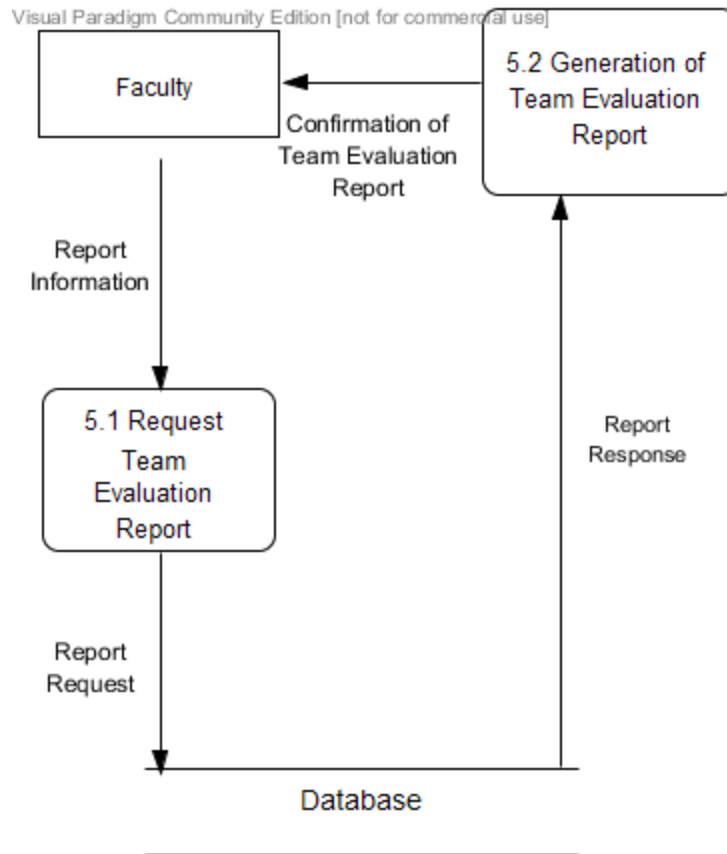 Visual Paradigm Community Edition [not for commercial use]
Faculty
5.2 Generation of
Team Evaluation
Report
Confirmation of
Team Evaluation
Report
Report
Information
5.1 Request
Team
Evaluation
Report
Report
Response
Report
Request
Database